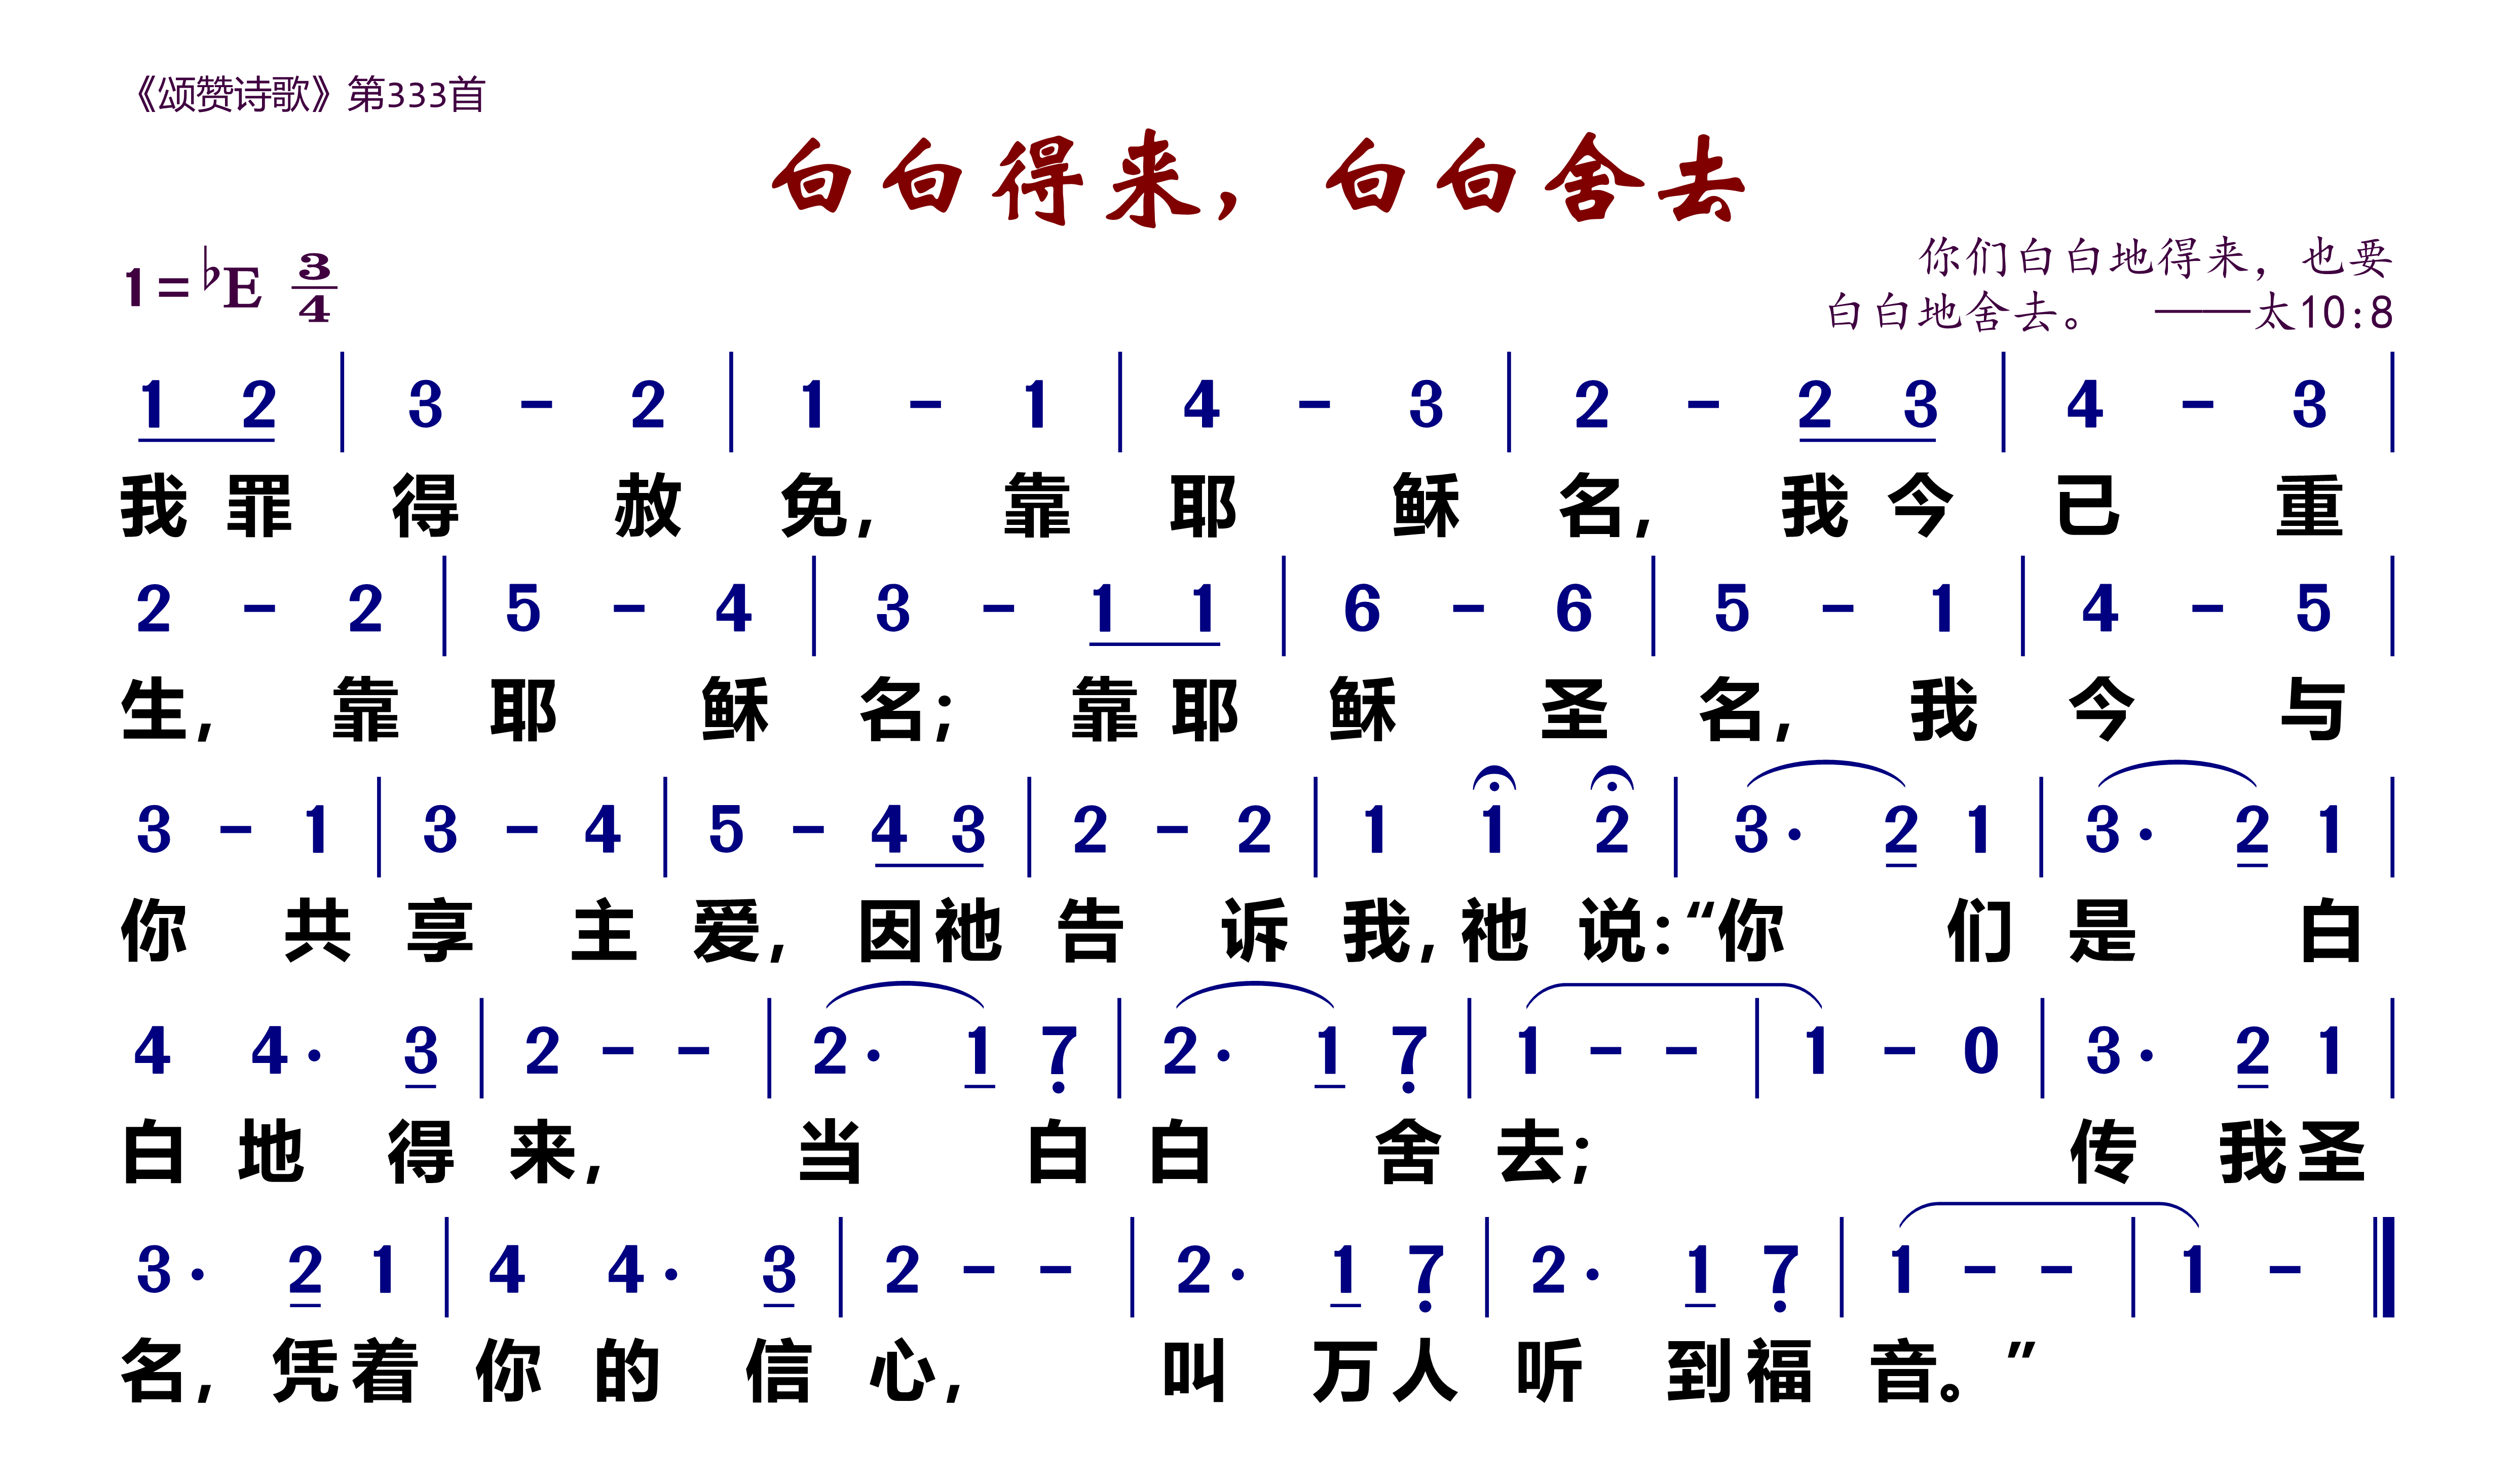 《颂赞诗歌》第333首
白白得来，白白舍去
1=♭E 3/4
你们白白地得来，也要
白白地舍去。 ——太10:8
1 2 | 3 - 2 | 1 - 1 | 4 - 3 | 2 - 2 3 | 4 - 3 |
我罪得赦免，靠耶稣名，我今已重
2 - 2 | 5 - 4 | 3 - 1 1 | 6 - 6 | 5 - 1 | 4 - 5 |
生，靠耶稣名；靠耶稣圣名，我今与
3 - 1 | 3 - 4 | 5 - 4 3 | 2 - 2 | 1 1 2 | 3· 2 1 | 3· 2 1 |
你共享主爱，因祂告诉我，祂说：“你们是白
4 4· 3 | 2 - - | 2· 1 7̣ | 2· 1 7̣ | 1 - - | 1 - 0 | 3· 2 1 |
白地得来，当白白舍去；传我圣
3· 2 1 | 4 4· 3 | 2 - - | 2· 1 7̣ | 2· 1 7̣ | 1 - - | 1 - ‖
名，凭着你的信心，叫万人听到福音。”